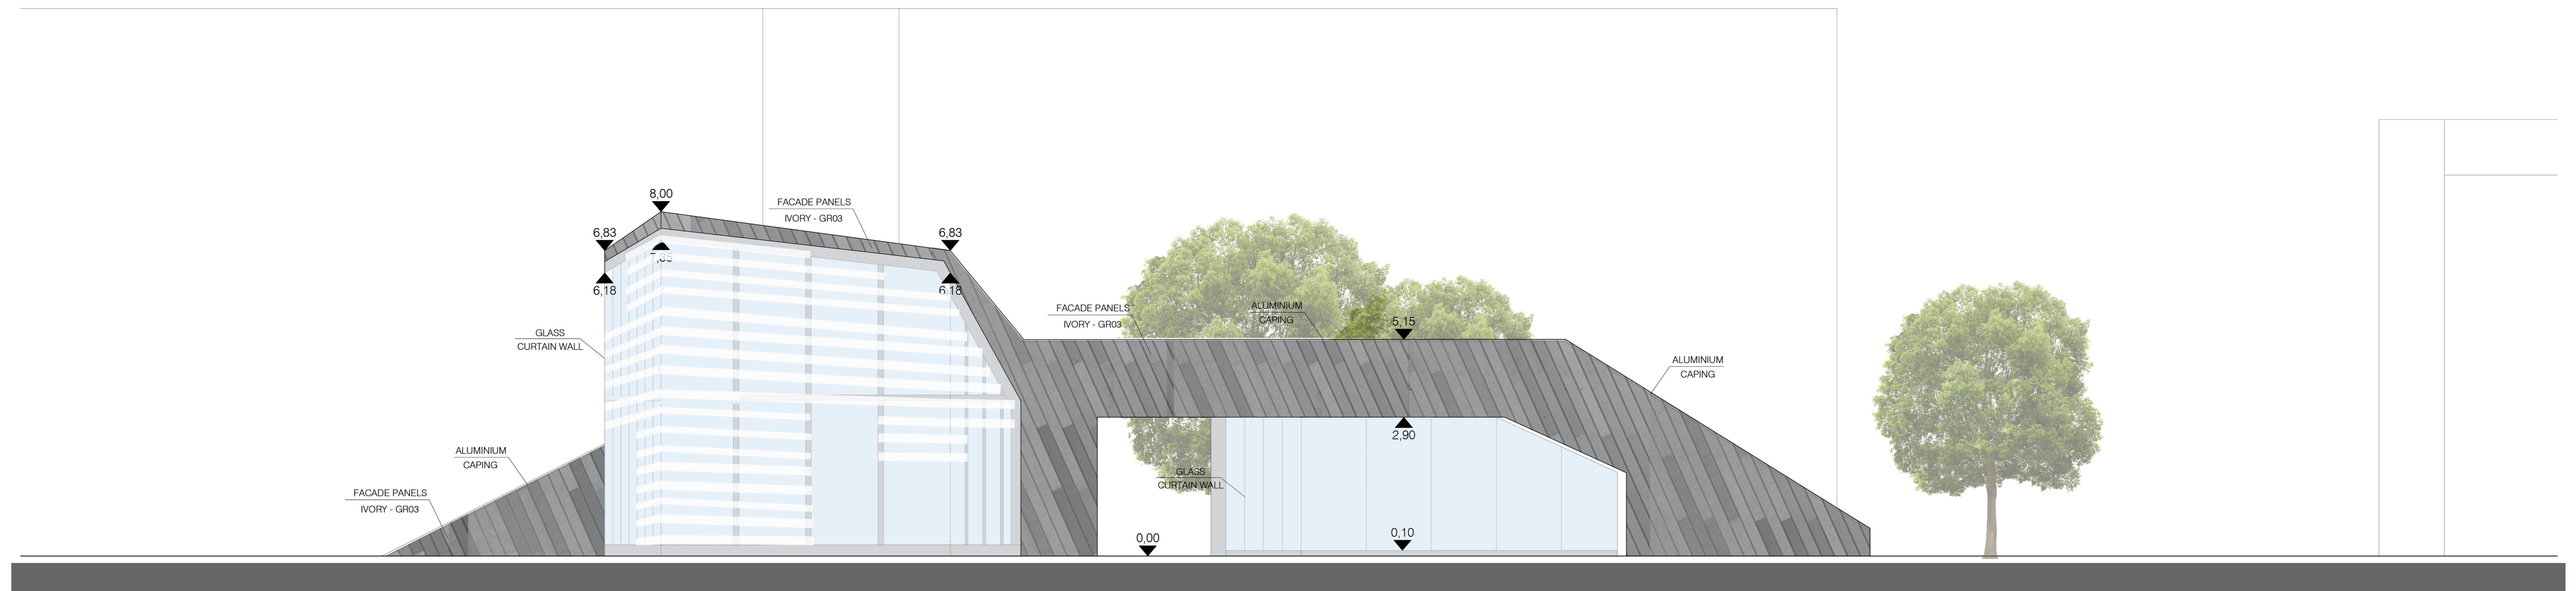 8,00
FACADE PANELS
IVORY - GR03
6,83
6,83
7,35
6,18
6,18
FACADE PANELS
IVORY - GR03
ALUMINIUM
CAPING
5,15
GLASS
CURTAIN WALL
ALUMINIUM
CAPING
2,90
ALUMINIUM
CAPING
GLASS
CURTAIN WALL
FACADE PANELS
IVORY - GR03
0,00
0,10